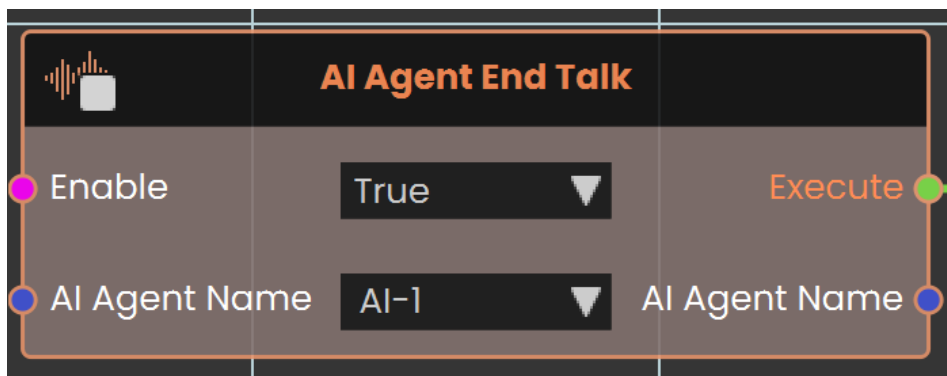 AI Agent End Talk
Enable True Execute
AI Agent Name AI-1 AI Agent Name